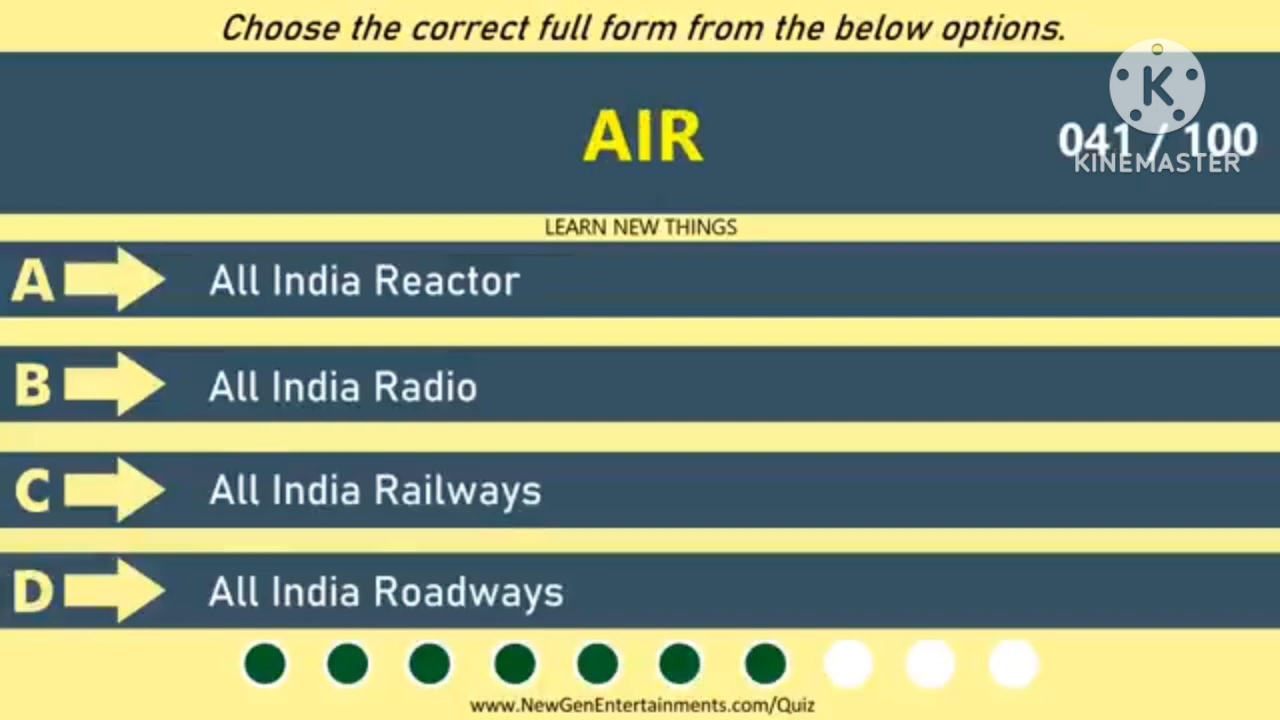 Choose the correct full form from the below options.
AIR
041 / 100
K
KINEMASTER
LEARN NEW THINGS
A All India Reactor
B All India Radio
C All India Railways
D All India Roadways
www.NewGenEntertainments.com/Quiz